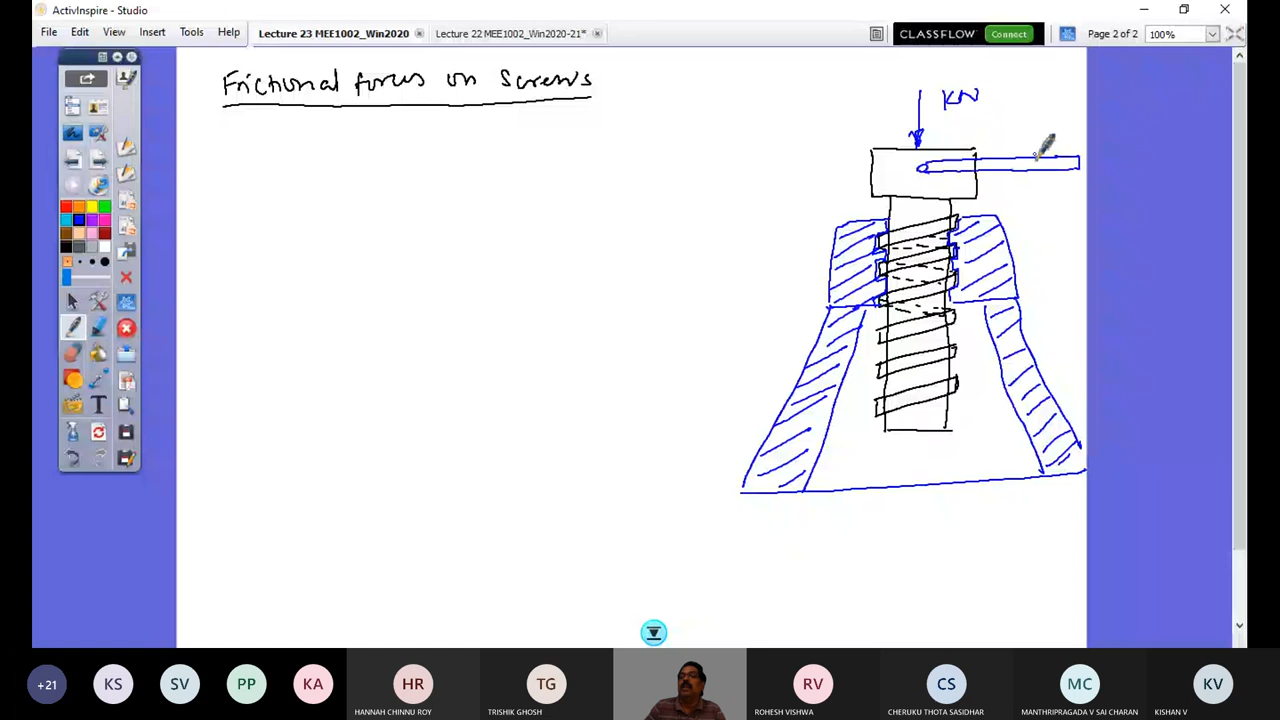 ActivInspire - Studio
File Edit View Insert Tools Help
Lecture 23 MEE1002_Win2020
Lecture 22 MEE1002_Win2020-21*
CLASSFLOW Connect
Page 2 of 2
100%
Frictional forces on Screws
KN
+21
KS
SV
PP
KA
HR
HANNAH CHINNU ROY
TG
TRISHIK GHOSH
RV
ROHESH VISHWA
CS
CHERUKU THOTA SASIDHAR
MC
MANTHRIPRAGADA V SAI CHARAN
KV
KISHAN V